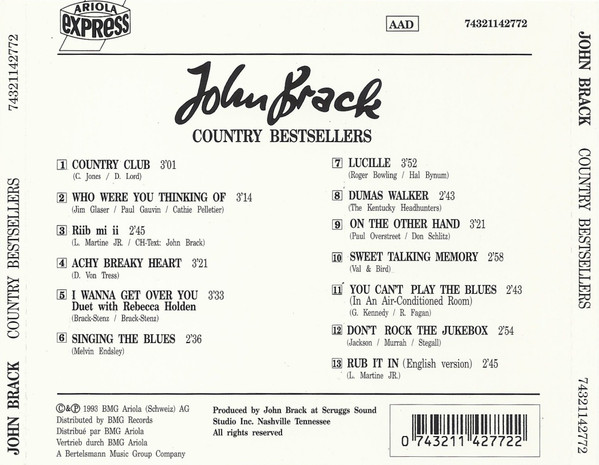 ARIOLA
express
AAD
74321142772
John Brack
COUNTRY BESTSELLERS
1 COUNTRY CLUB 3'01
(C. Jones / D. Lord)
2 WHO WERE YOU THINKING OF 3'14
(Jim Glaser / Paul Gauvin / Cathie Pelletier)
3 Riib mi ii 2'45
(L. Martine JR. / CH-Text: John Brack)
4 ACHY BREAKY HEART 3'21
(D. Von Tress)
5 I WANNA GET OVER YOU 3'33
Duet with Rebecca Holden
(Brack-Stenz / Brack-Stenz)
6 SINGING THE BLUES 2'36
(Melvin Endsley)
7 LUCILLE 3'52
(Roger Bowling / Hal Bynum)
8 DUMAS WALKER 2'43
(The Kentucky Headhunters)
9 ON THE OTHER HAND 3'21
(Paul Overstreet / Don Schlitz)
10 SWEET TALKING MEMORY 2'58
(Val & Bird)
11 YOU CAN'T PLAY THE BLUES 2'43
(In An Air-Conditioned Room)
(G. Kennedy / R. Fagan)
12 DON'T ROCK THE JUKEBOX 2'54
(Jackson / Murrah / Stegall)
13 RUB IT IN (English version) 2'45
(L. Martine JR.)
©&℗ 1993 BMG Ariola (Schweiz) AG
Distributed by BMG Records
Distribué par BMG Ariola
Vertrieb durch BMG Ariola
A Bertelsmann Music Group Company
Produced by John Brack at Scruggs Sound
Studio Inc. Nashville Tennessee
All rights reserved
0 743211 427722
JOHN BRACK COUNTRY BESTSELLERS 74321142772
JOHN BRACK COUNTRY BESTSELLERS 74321142772